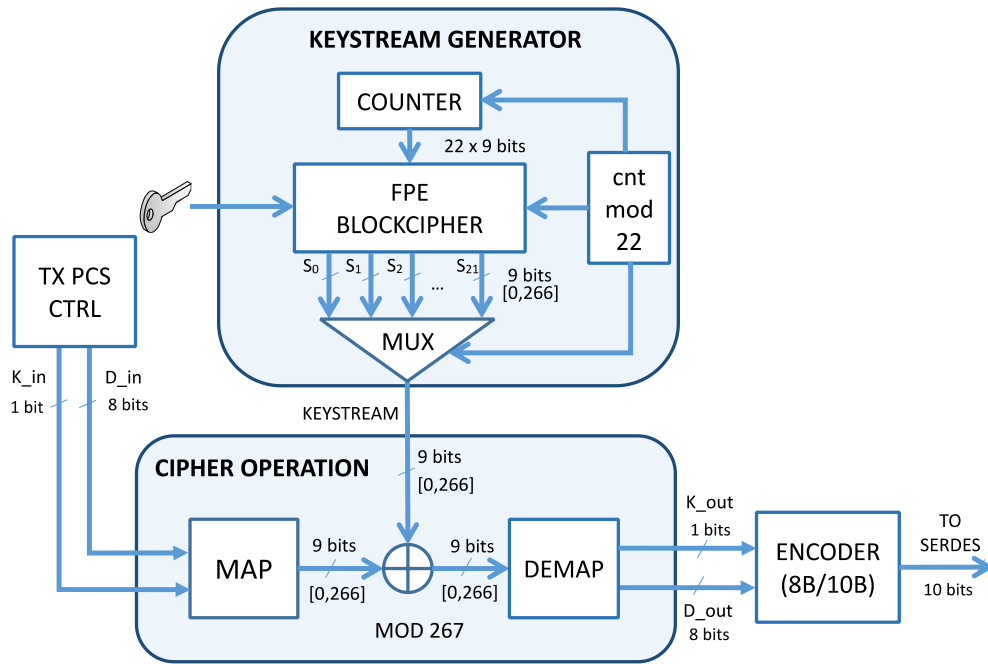 KEYSTREAM GENERATOR
COUNTER
22 x 9 bits
cnt
mod
22
FPE
BLOCKCIPHER
S0
S1
S2
...
S21
9 bits
[0,266]
MUX
TX PCS
CTRL
K_in
1 bit
D_in
8 bits
KEYSTREAM
CIPHER OPERATION
9 bits
[0,266]
MAP
9 bits
[0,266]
MOD 267
9 bits
[0,266]
DEMAP
K_out
1 bits
D_out
8 bits
ENCODER
(8B/10B)
TO
SERDES
10 bits